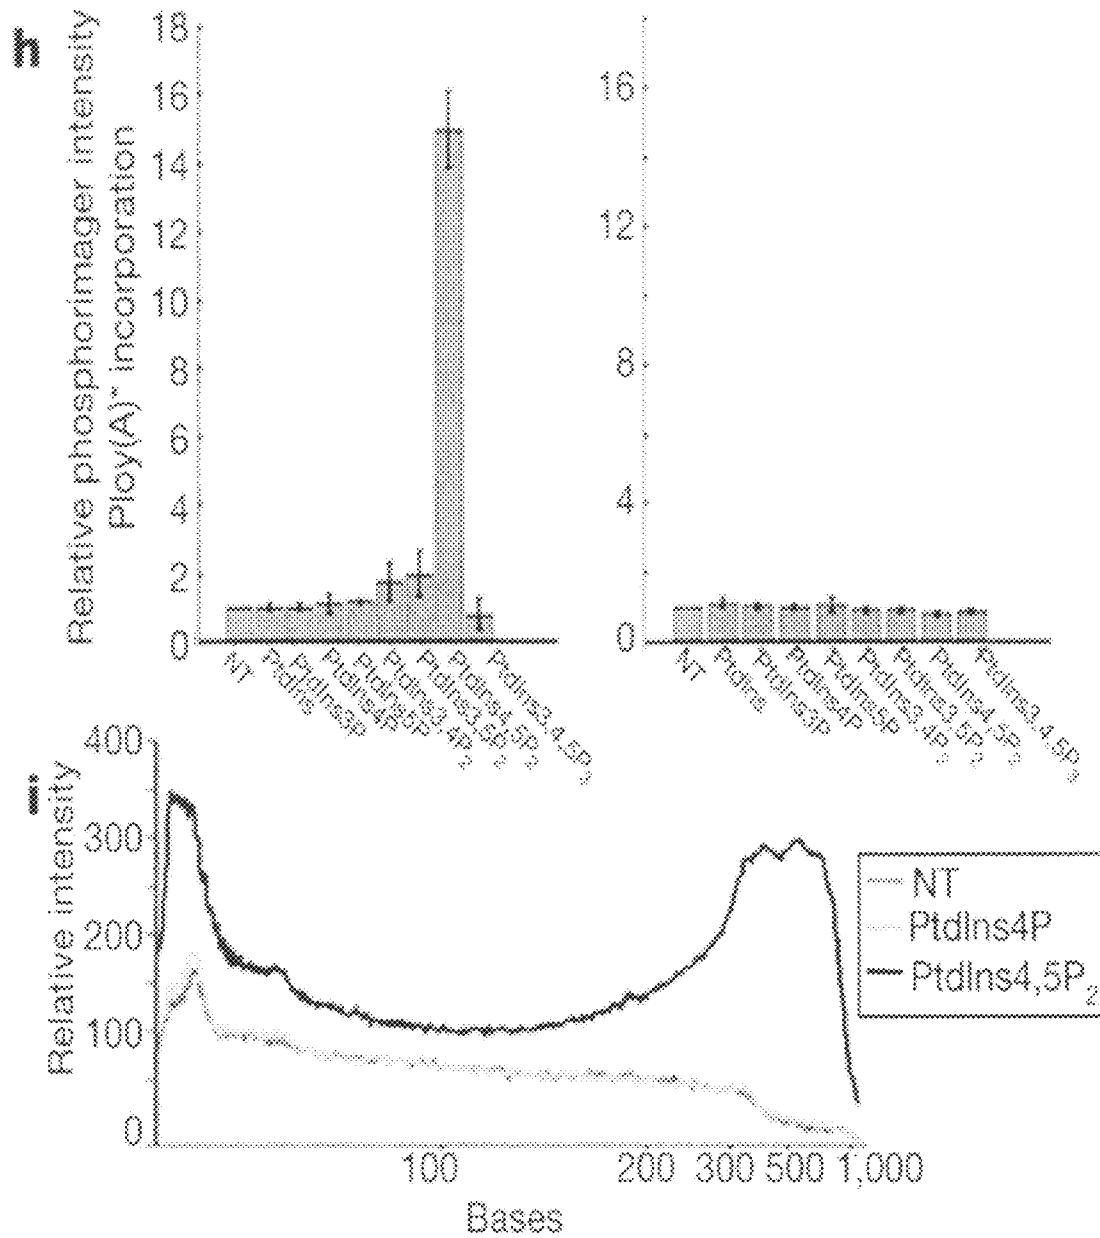 h
Relative phosphorimager intensity
Ploy(A)+ incorporation
18
16
14
12
10
8
6
4
2
0
NT
PtdIns
PtdIns3P
PtdIns4P
PtdIns5P
PtdIns3,4P2
PtdIns3,5P2
PtdIns4,5P2
PtdIns3,4,5P3
16
12
8
4
0
NT
PtdIns
PtdIns3P
PtdIns4P
PtdIns5P
PtdIns3,4P2
PtdIns3,5P2
PtdIns4,5P2
PtdIns3,4,5P3
i
Relative intensity
400
300
200
100
0
NT
PtdIns4P
PtdIns4,5P2
100 200 300 500 1,000
Bases